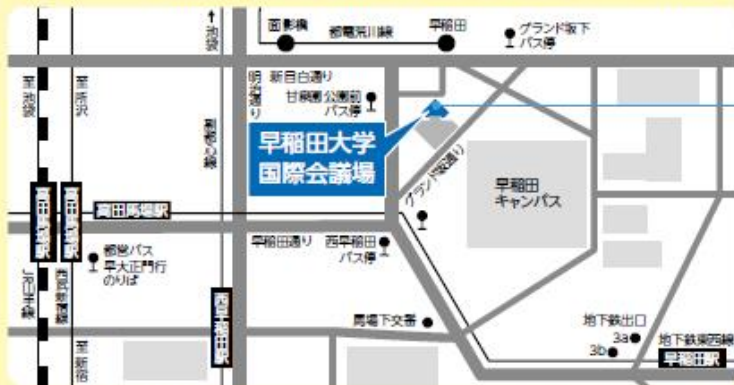 ↑
池袋
面影橋
都電荒川線
早稲田
グランド坂下
バス停
新目白通り
明治通り
甘泉園公園前
バス停
至 池袋
至 所沢
副都心線
早稲田大学
国際会議場
グランド坂通り
早稲田
キャンパス
高田馬場駅
高田馬場駅
高田馬場駅
早稲田通り
西早稲田
バス停
都営バス
早大正門行
のりば
JR山手線
西武新宿線
至 新宿
西早稲田駅
馬場下交番
地下鉄出口
3a
3b
地下鉄東西線
早稲田駅